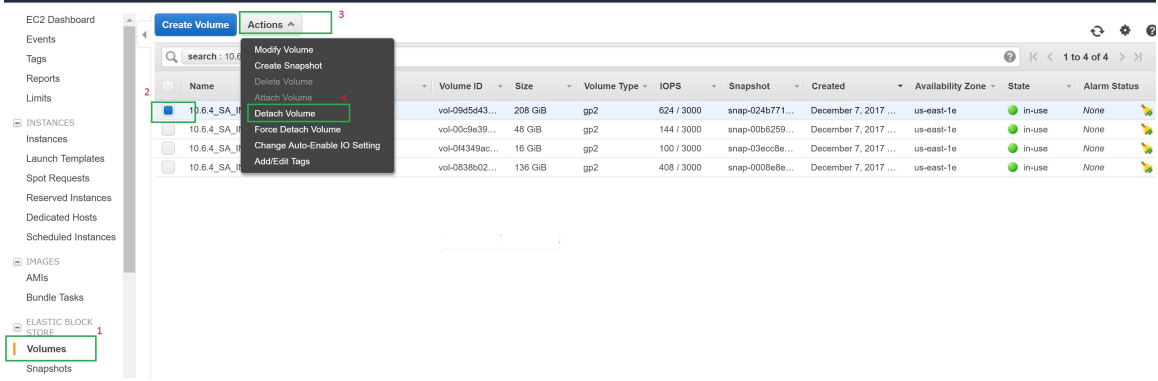 EC2 Dashboard
Events
Tags
Reports
Limits
INSTANCES
Instances
Launch Templates
Spot Requests
Reserved Instances
Dedicated Hosts
Scheduled Instances
IMAGES
AMIs
Bundle Tasks
ELASTIC BLOCK
STORE
1
Volumes
Snapshots
Create Volume Actions 3
search : 10.6
1 to 4 of 4
Modify Volume
Create Snapshot
Delete Volume
Attach Volume 4
Detach Volume
Force Detach Volume
Change Auto-Enable IO Setting
Add/Edit Tags
2
Name Volume ID Size Volume Type IOPS Snapshot Created Availability Zone State Alarm Status
10.6.4_SA_I vol-09d5d43... 208 GiB gp2 624 / 3000 snap-024b771... December 7, 2017 ... us-east-1e in-use None
10.6.4_SA_I vol-00c9e39... 48 GiB gp2 144 / 3000 snap-00b6259... December 7, 2017 ... us-east-1e in-use None
10.6.4_SA_I vol-0f4349ac... 16 GiB gp2 100 / 3000 snap-03ecc8e... December 7, 2017 ... us-east-1e in-use None
10.6.4_SA_I vol-0838b02... 136 GiB gp2 408 / 3000 snap-0008e8e... December 7, 2017 ... us-east-1e in-use None